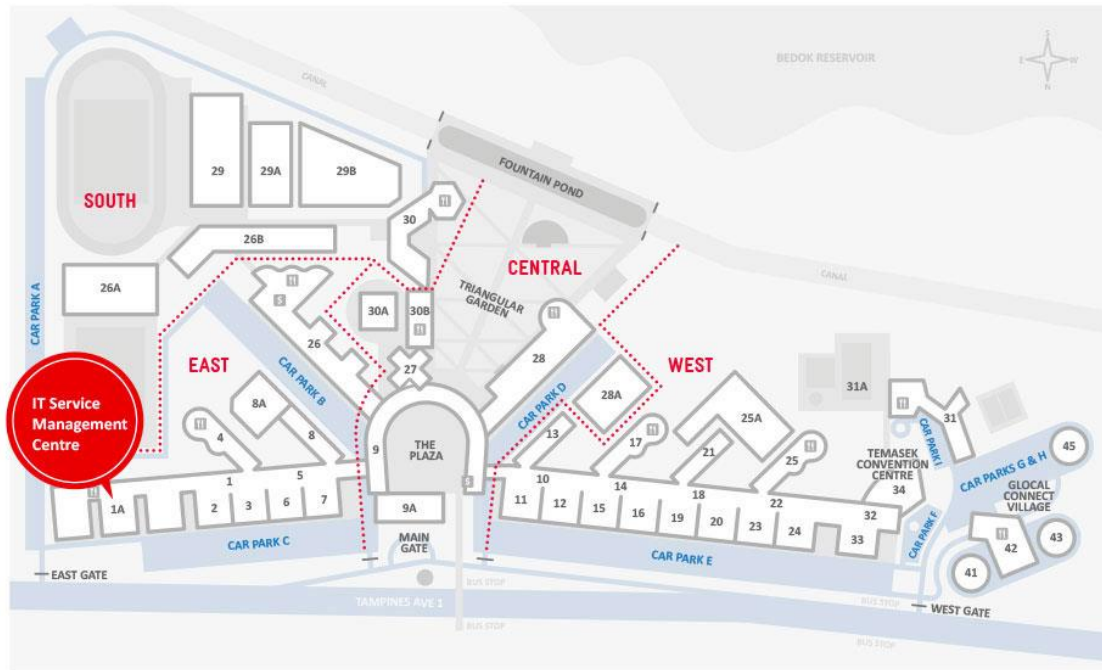 BEDOK RESERVOIR
S
E
W
N
CANAL
FOUNTAIN POND
29
29A
29B
SOUTH
30
26B
CENTRAL
CANAL
26A
TRIANGULAR
GARDEN
S
30A
30B
CAR PARK A
26
EAST
CAR PARK B
27
28
WEST
CAR PARK D
28A
31A
IT Service
Management
Centre
8A
25A
31
4
8
13
17
21
25
CAR PARK I
45
9
THE
PLAZA
TEMASEK
CONVENTION
CENTRE
CAR PARKS G & H
1
5
10
14
18
22
34
GLOCAL
CONNECT
VILLAGE
1A
2
3
6
7
9A
S
11
12
15
16
19
20
23
24
32
33
CAR PARK F
42
43
41
CAR PARK C
MAIN
GATE
CAR PARK E
EAST GATE
BUS STOP
TAMPINES AVE 1
BUS STOP
WEST GATE
BUS STOP
BUS STOP